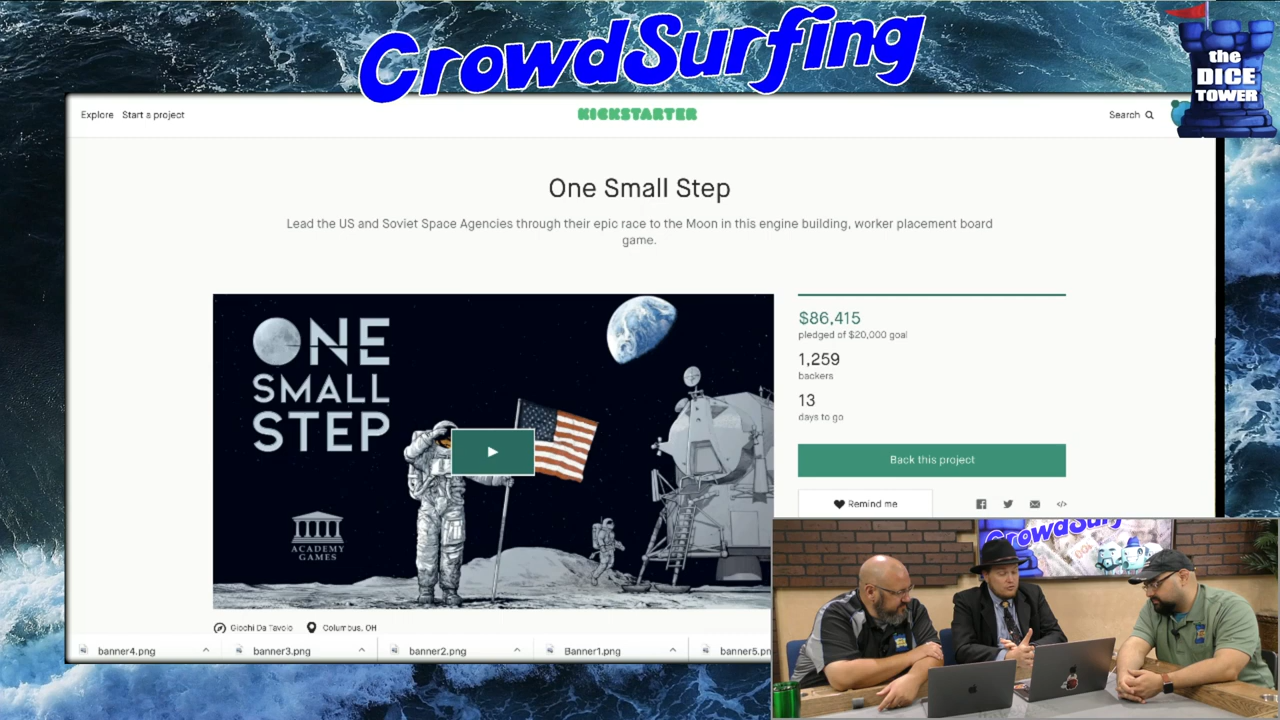 CrowdSurfing
the
DICE
TOWER
Explore Start a project
KICKSTARTER
Search
One Small Step
Lead the US and Soviet Space Agencies through their epic race to the Moon in this engine building, worker placement board
game.
ONE
SMALL
STEP
ACADEMY
GAMES
$86,415
pledged of $20,000 goal
1,259
backers
13
days to go
Back this project
Remind me
Giochi Da Tavolo Columbus, OH
banner4.png
banner3.png
banner2.png
Banner1.png
banner5.pn
CrowdSurf